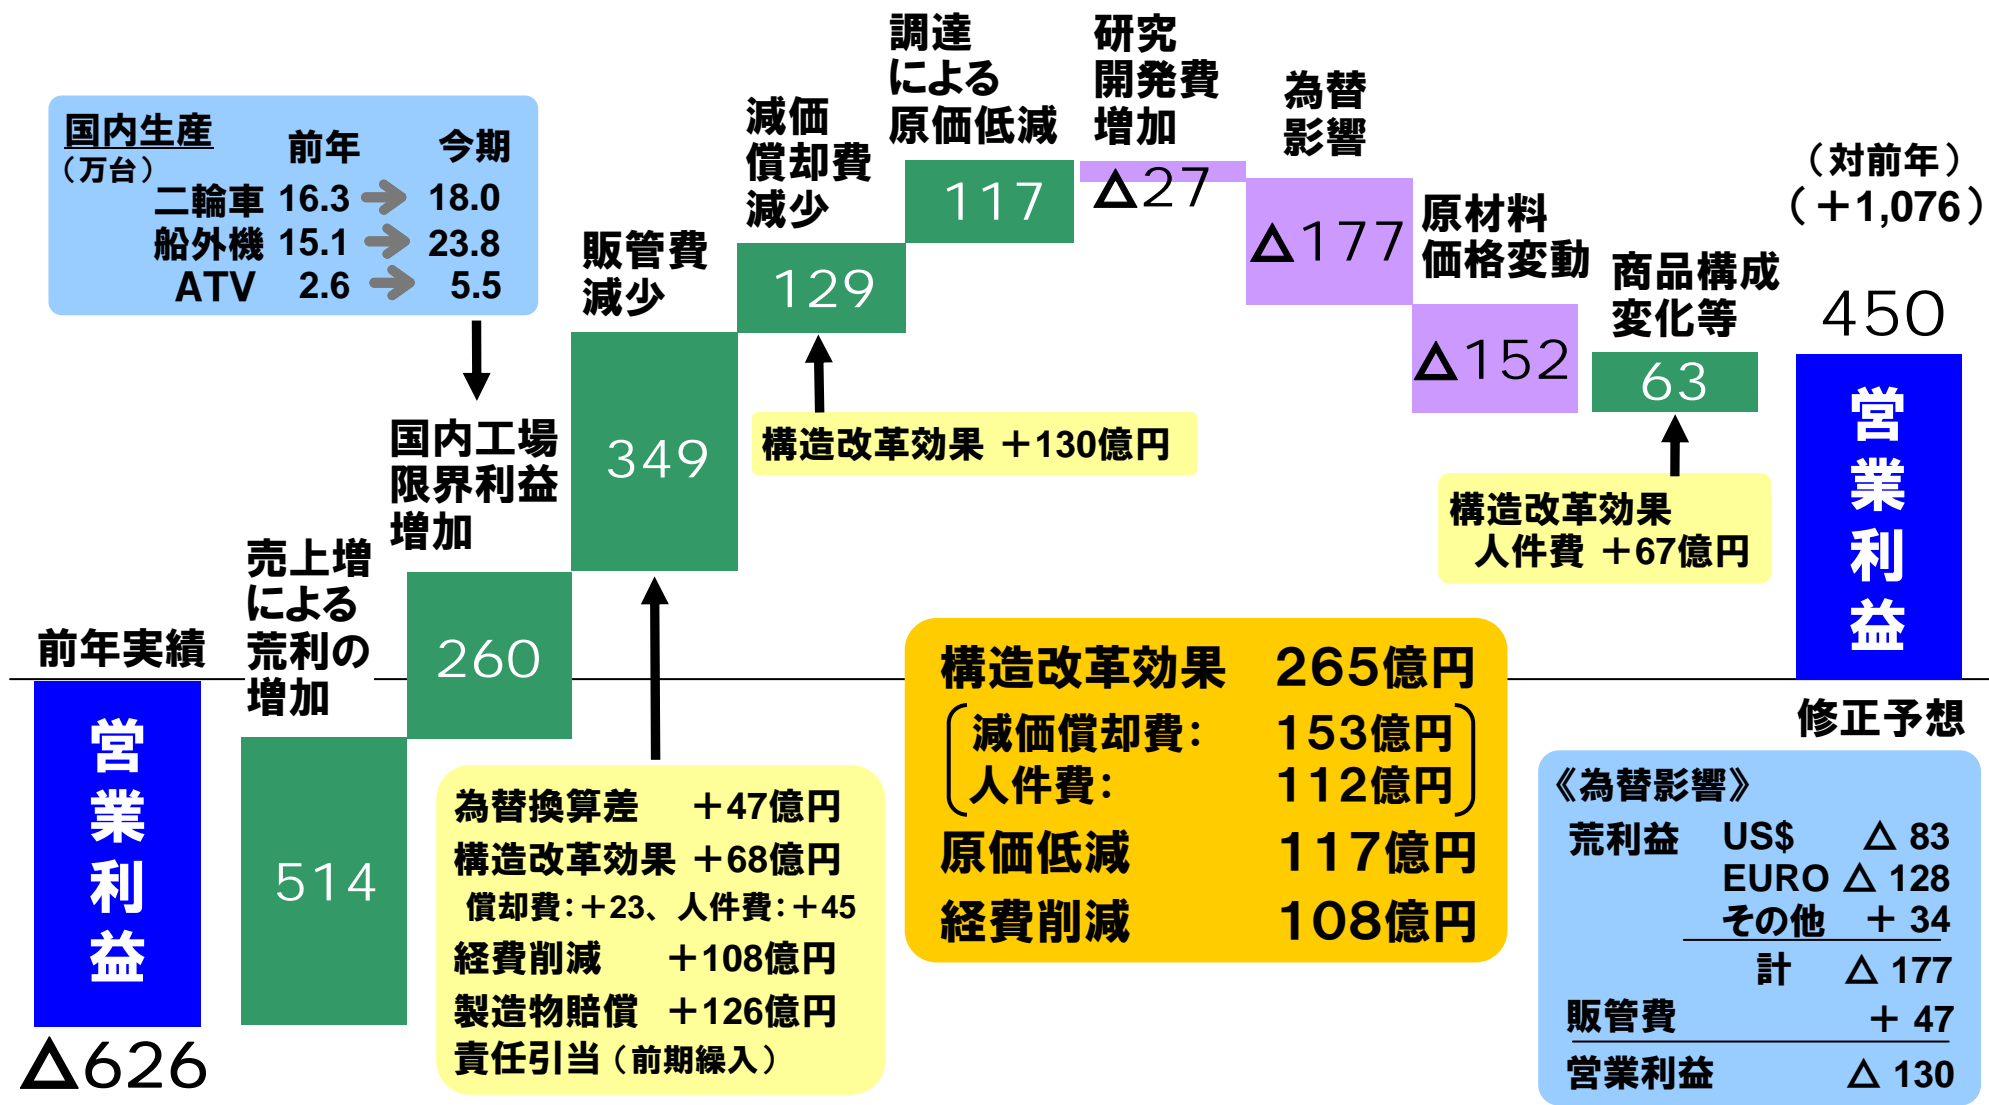 国内生産 前年 今期
（万台）
二輪車 16.3 18.0
船外機 15.1 23.8
ATV 2.6 5.5
前年実績
営業利益
△626
売上増
による
荒利の
増加
514
国内工場
限界利益
増加
260
販管費
減少
349
減価
償却費
減少
129
調達
による
原価低減
117
研究
開発費
増加
△27
為替
影響
△177
原材料
価格変動
△152
商品構成
変化等
63
（対前年）
（＋1,076）
450
営業利益
修正予想
構造改革効果 ＋130億円
構造改革効果
人件費 ＋67億円
為替換算差 ＋47億円
構造改革効果 ＋68億円
償却費：＋23、人件費：＋45
経費削減 ＋108億円
製造物賠償 ＋126億円
責任引当（前期繰入）
構造改革効果 265億円
減価償却費： 153億円
人件費： 112億円
原価低減 117億円
経費削減 108億円
《為替影響》
荒利益 US$ △ 83
EURO △ 128
その他 ＋ 34
計 △ 177
販管費 ＋ 47
営業利益 △ 130